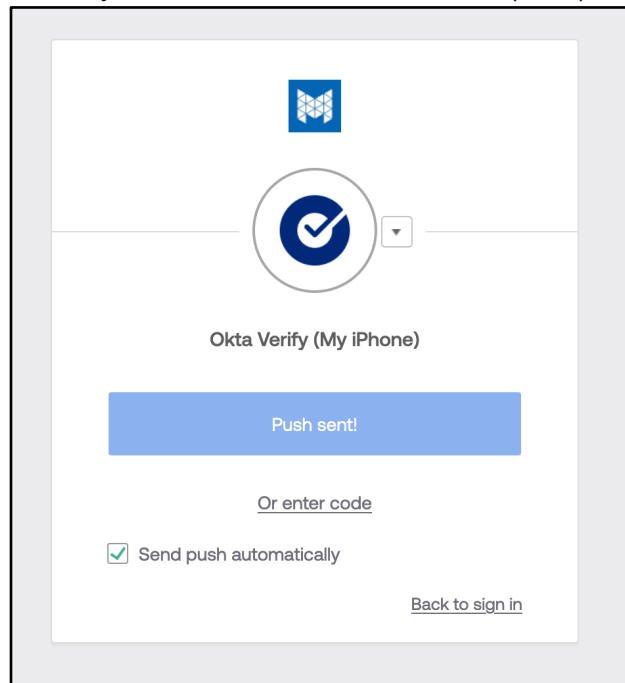 Okta Verify (My iPhone)
Push sent!
Or enter code
Send push automatically
Back to sign in